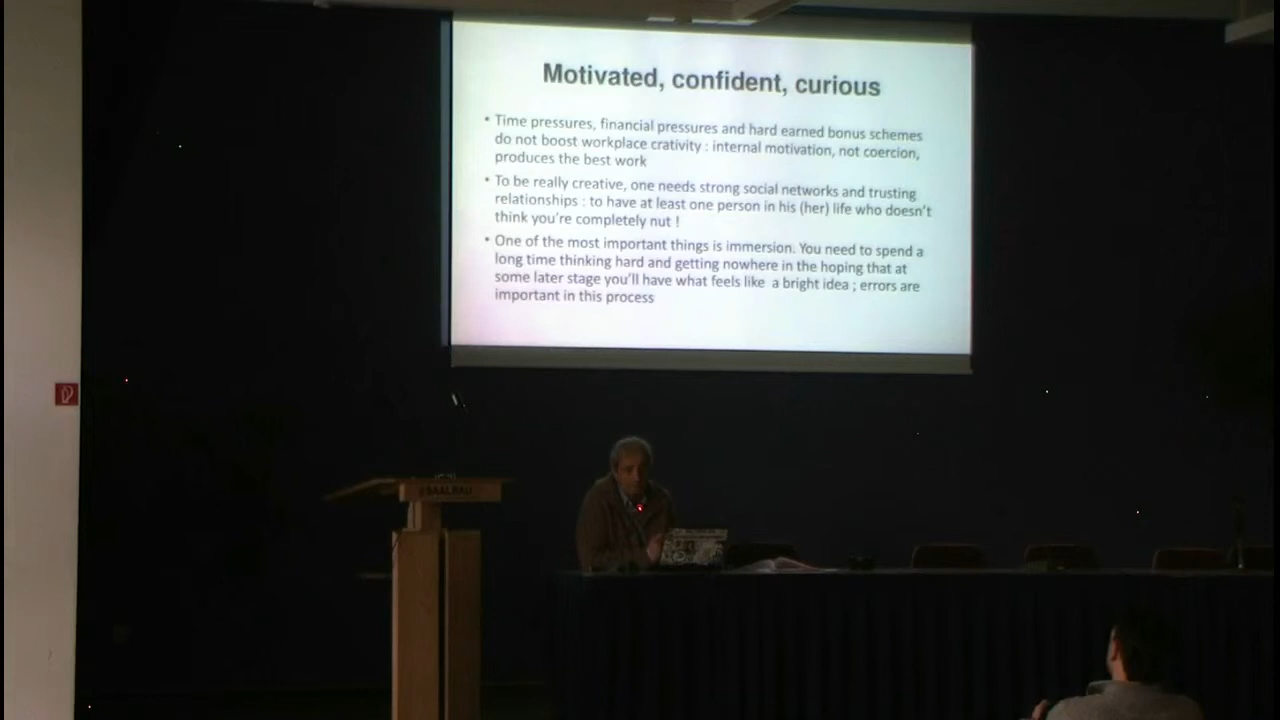 Motivated, confident, curious
• Time pressures, financial pressures and hard earned bonus schemes
do not boost workplace crativity : internal motivation, not coercion,
produces the best work
• To be really creative, one needs strong social networks and trusting
relationships : to have at least one person in his (her) life who doesn't
think you're completely nut !
• One of the most important things is immersion. You need to spend a
long time thinking hard and getting nowhere in the hoping that at
some later stage you'll have what feels like a bright idea ; errors are
important in this process
SAALBAU